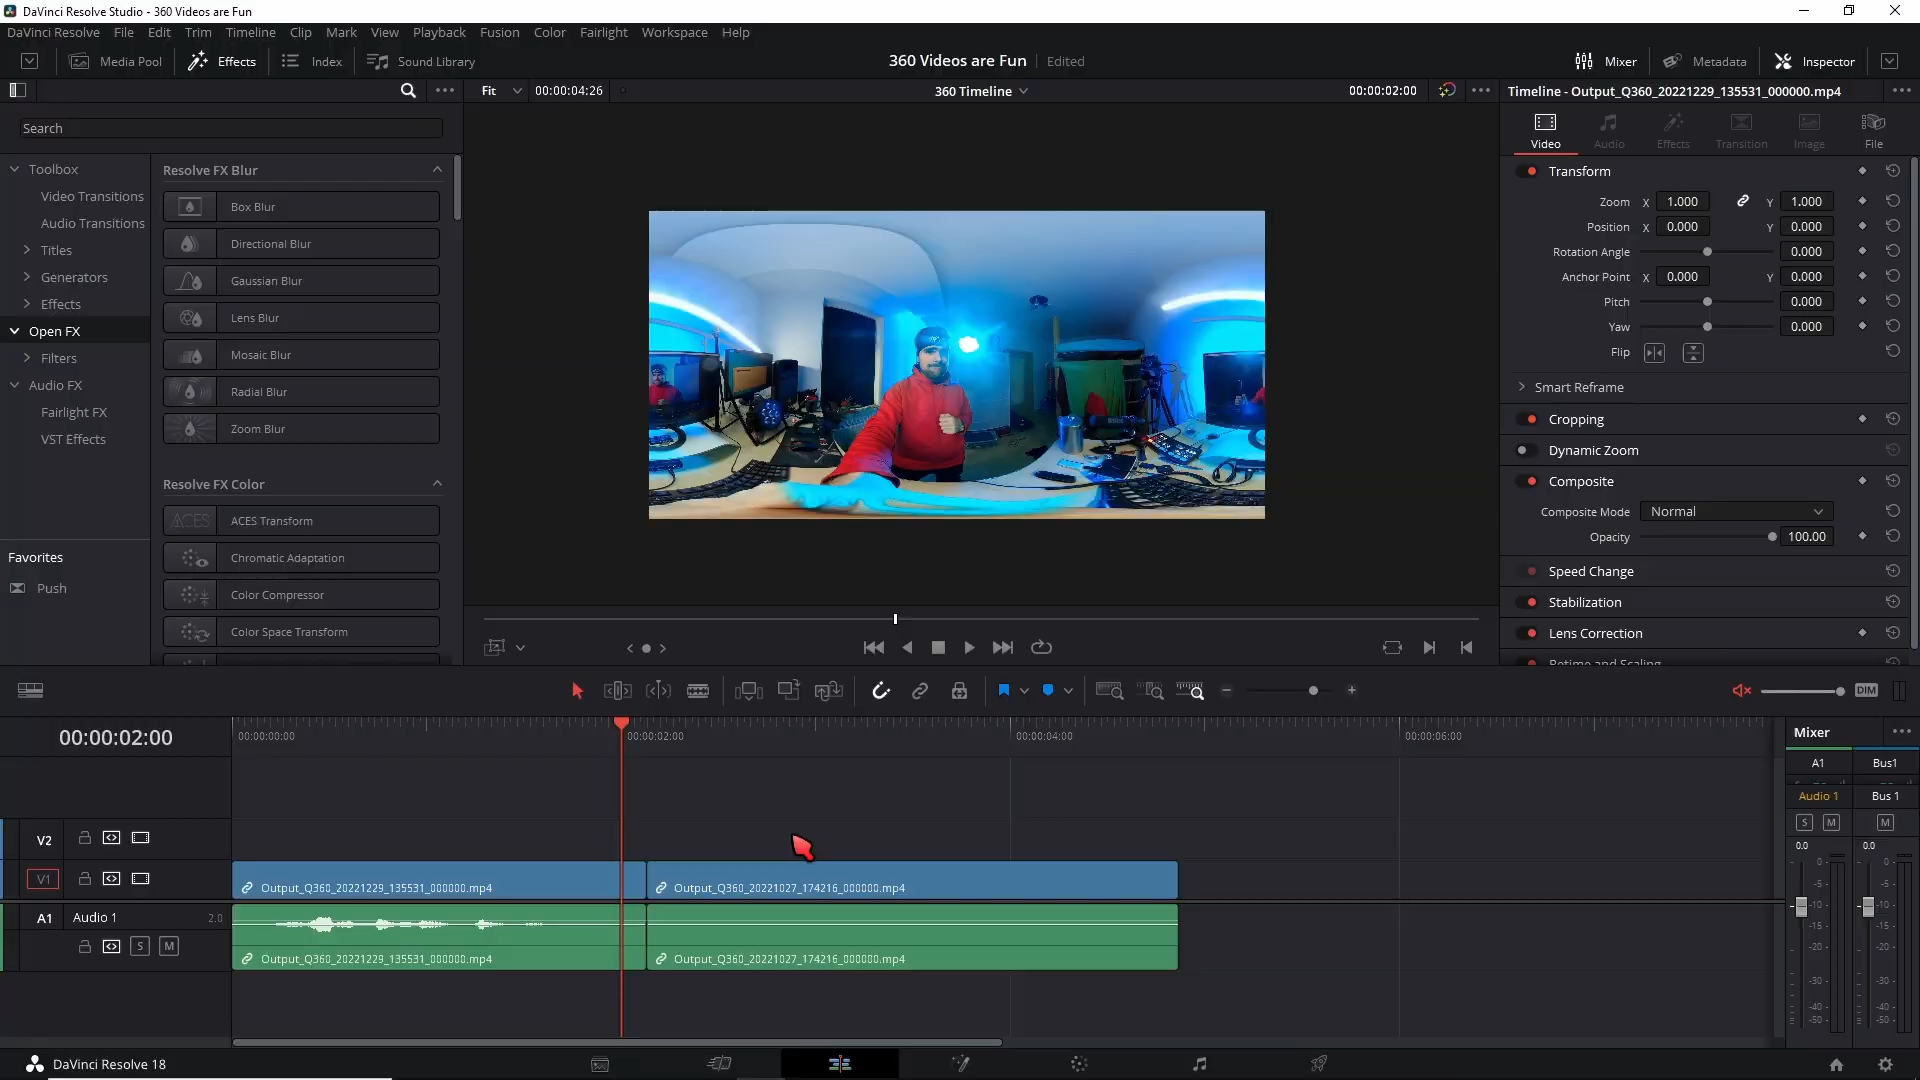 DaVinci Resolve Studio - 360 Videos are Fun
DaVinci Resolve File Edit Trim Timeline Clip Mark View Playback Fusion Color Fairlight Workspace Help
Media Pool Effects Index Sound Library 360 Videos are Fun Edited Mixer Metadata Inspector
Fit 00:00:04:26 360 Timeline 00:00:02:00 Timeline - Output_Q360_20221229_135531_000000.mp4
Search
Toolbox
Video Transitions
Audio Transitions
Titles
Generators
Effects
Open FX
Filters
Audio FX
Fairlight FX
VST Effects
Favorites
Push
Resolve FX Blur
Box Blur
Directional Blur
Gaussian Blur
Lens Blur
Mosaic Blur
Radial Blur
Zoom Blur
Resolve FX Color
ACES ACES Transform
Chromatic Adaptation
Color Compressor
Color Space Transform
Video Audio Effects Transition Image File
Transform
Zoom X 1.000 Y 1.000
Position X 0.000 Y 0.000
Rotation Angle 0.000
Anchor Point X 0.000 Y 0.000
Pitch 0.000
Yaw 0.000
Flip
Smart Reframe
Cropping
Dynamic Zoom
Composite
Composite Mode Normal
Opacity 100.00
Speed Change
Stabilization
Lens Correction
Retime and Scaling
DIM
00:00:02:00
00:00:00:00 00:00:02:00 00:00:04:00 00:00:06:00
V2
V1
Output_Q360_20221229_135531_000000.mp4 Output_Q360_20221027_174216_000000.mp4
A1 Audio 1 2.0
S M
Output_Q360_20221229_135531_000000.mp4 Output_Q360_20221027_174216_000000.mp4
Mixer
A1 Bus1
Audio 1 Bus 1
S M M
0.0 0.0
0- 0-
-5- -5-
-10- -10-
-15- -15-
-20- -20-
-30- -30-
-40- -40-
-50- -50-
DaVinci Resolve 18